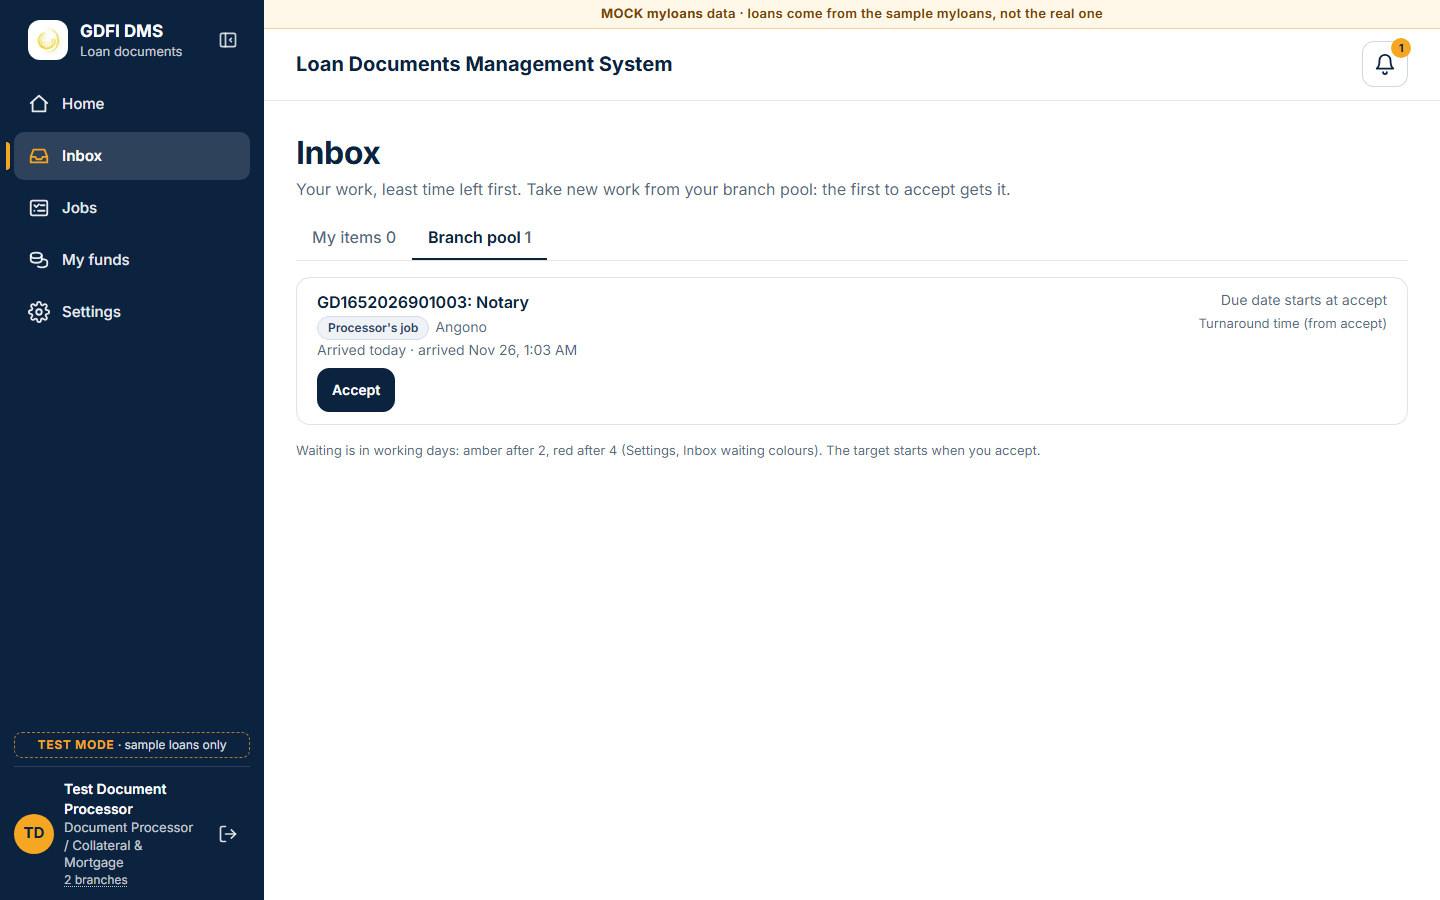 MOCK myloans data · loans come from the sample myloans, not the real one
GDFI DMS
Loan documents
Home
Inbox
Jobs
My funds
Settings
TEST MODE · sample loans only
TD
Test Document
Processor
Document Processor
/ Collateral &
Mortgage
2 branches
Loan Documents Management System
1
Inbox
Your work, least time left first. Take new work from your branch pool: the first to accept gets it.
My items 0
Branch pool 1
GD1652026901003: Notary
Due date starts at accept
Processor's job Angono
Turnaround time (from accept)
Arrived today · arrived Nov 26, 1:03 AM
Accept
Waiting is in working days: amber after 2, red after 4 (Settings, Inbox waiting colours). The target starts when you accept.